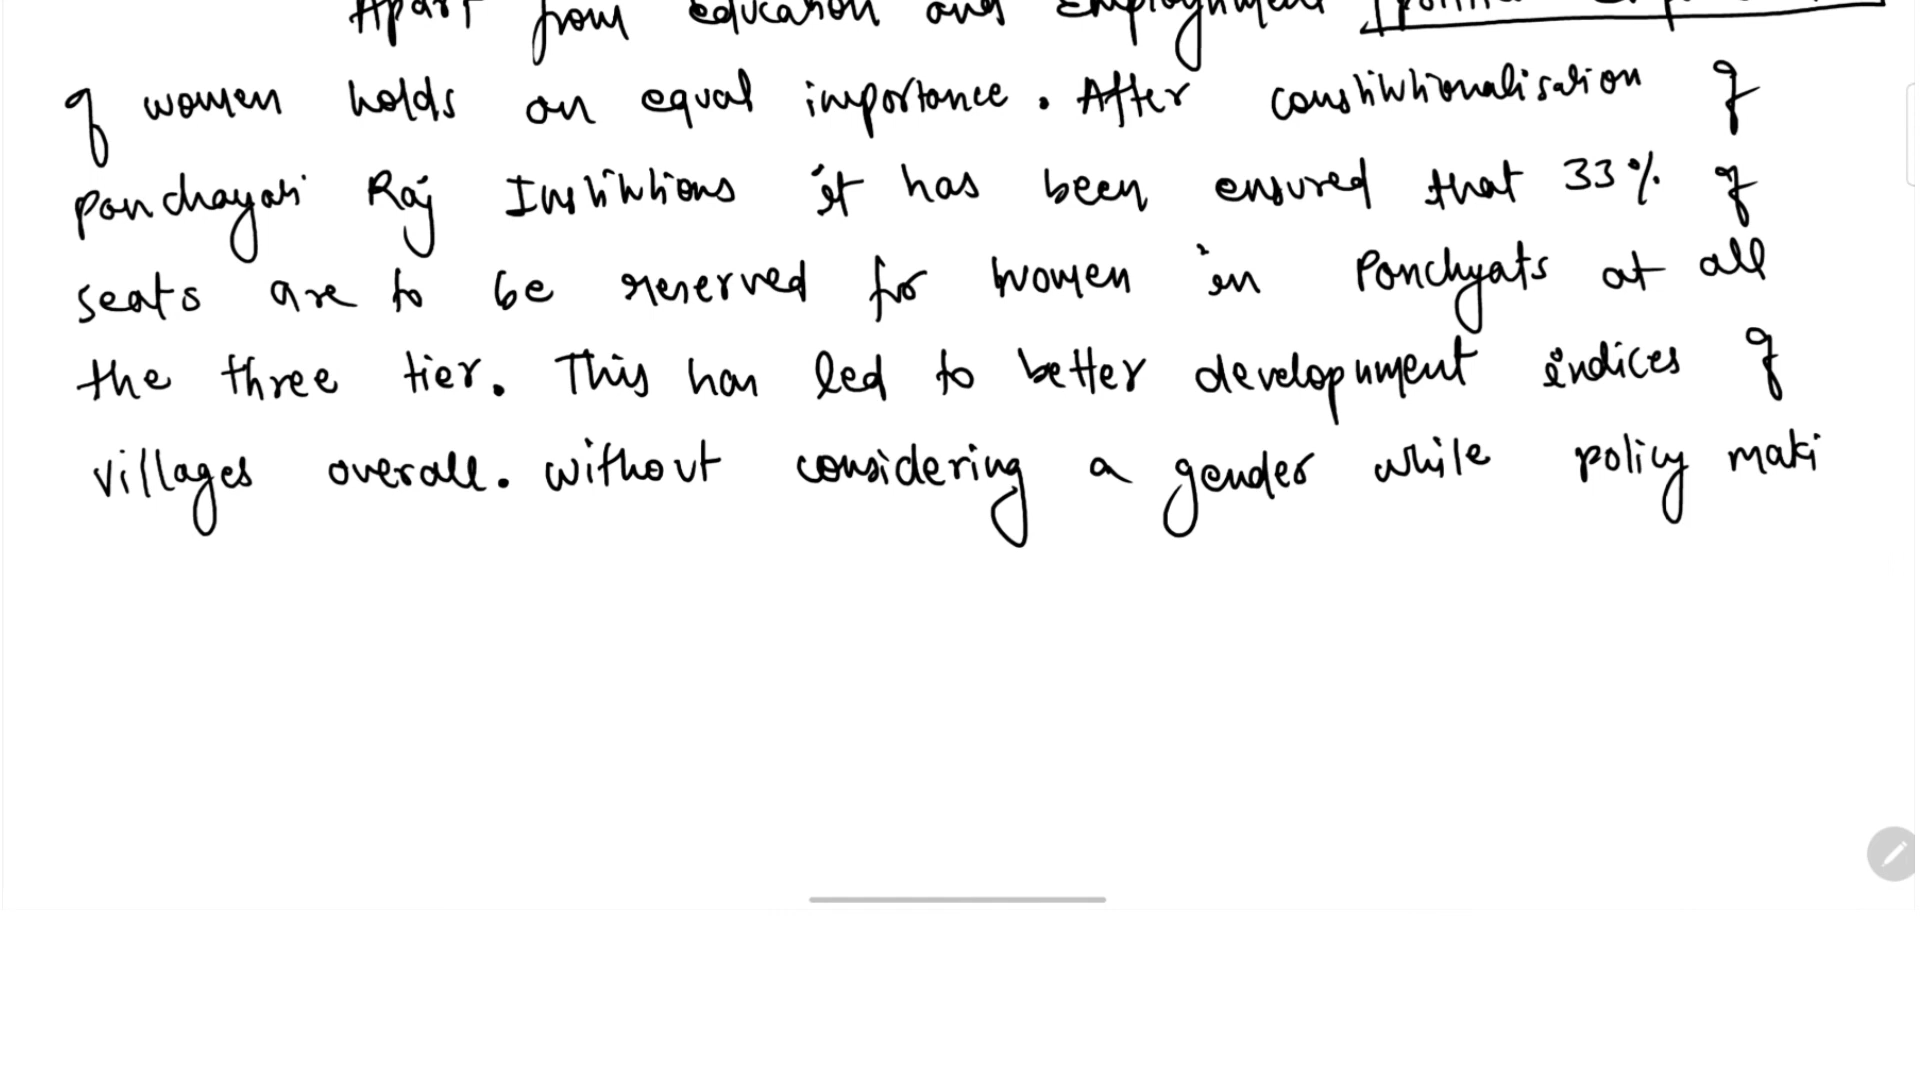 Apart from education and Employment
of women holds an equal importance. After constitutionalisation of
panchayati Raj Institutions it has been ensured that 33% of
seats are to be reserved for women in Panchyats at all
the three tier. This has led to better development indices of
villages overall. without considering a gender while policy maki